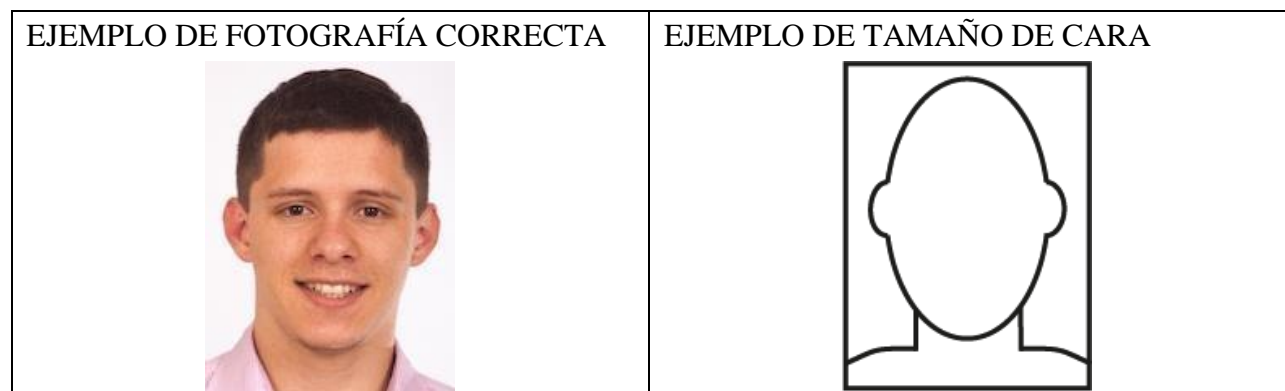 EJEMPLO DE FOTOGRAFÍA CORRECTA
EJEMPLO DE TAMAÑO DE CARA